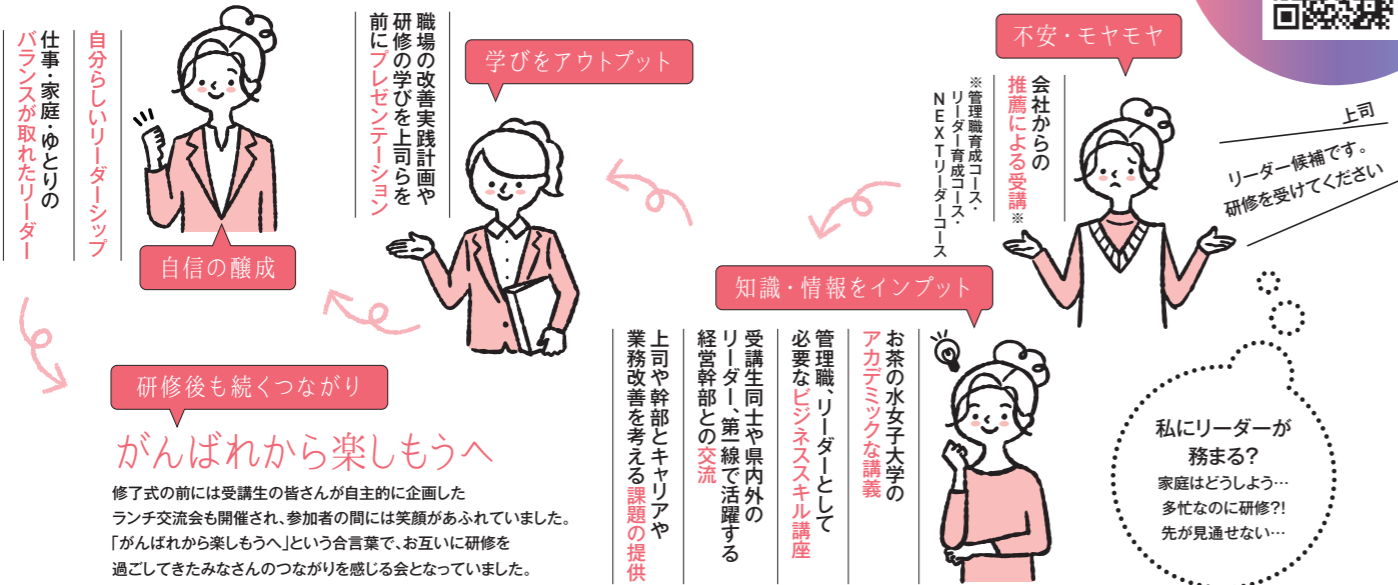 不安・モヤモヤ
会社からの
推薦による受講※
※管理職育成コース・
リーダー育成コース・
NEXTリーダーコース
上司
リーダー候補です。
研修を受けてください
私にリーダーが
務まる?
家庭はどうしよう…
多忙なのに研修?!
先が見通せない…
知識・情報をインプット
お茶の水女子大学の
アカデミックな講義
管理職、リーダーとして
必要なビジネススキル講座
受講生同士や県内外の
リーダー、第一線で活躍する
経営幹部との交流
上司や幹部とキャリアや
業務改善を考える課題の提供
学びをアウトプット
職場の改善実践計画や
研修の学びを上司らを
前にプレゼンテーション
自信の醸成
自分らしいリーダーシップ
仕事・家庭・ゆとりの
バランスが取れたリーダー
研修後も続くつながり
がんばれから楽しもうへ
修了式の前には受講生の皆さんが自主的に企画した
ランチ交流会も開催され、参加者の間には笑顔があふれていました。
「がんばれから楽しもうへ」という合言葉で、お互いに研修を
過ごしてきたみなさんのつながりを感じる会となっていました。